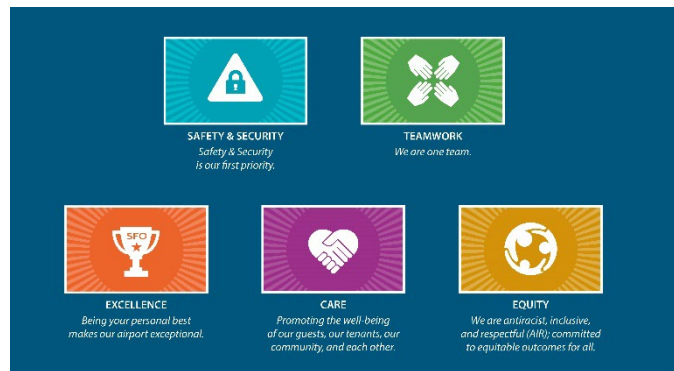 SAFETY & SECURITY
Safety & Security
is our first priority.
TEAMWORK
We are one team.
SFO
EXCELLENCE
Being your personal best
makes our airport exceptional.
CARE
Promoting the well-being
of our guests, our tenants, our
community, and each other.
EQUITY
We are antiracist, inclusive,
and respectful (AIR); committed
to equitable outcomes for all.